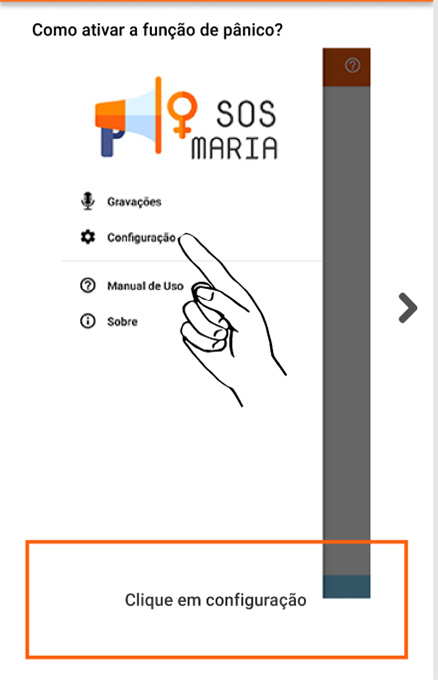 Como ativar a função de pânico?
SOS
MARIA
Gravações
Configuração
Manual de Uso
Sobre
Clique em configuração